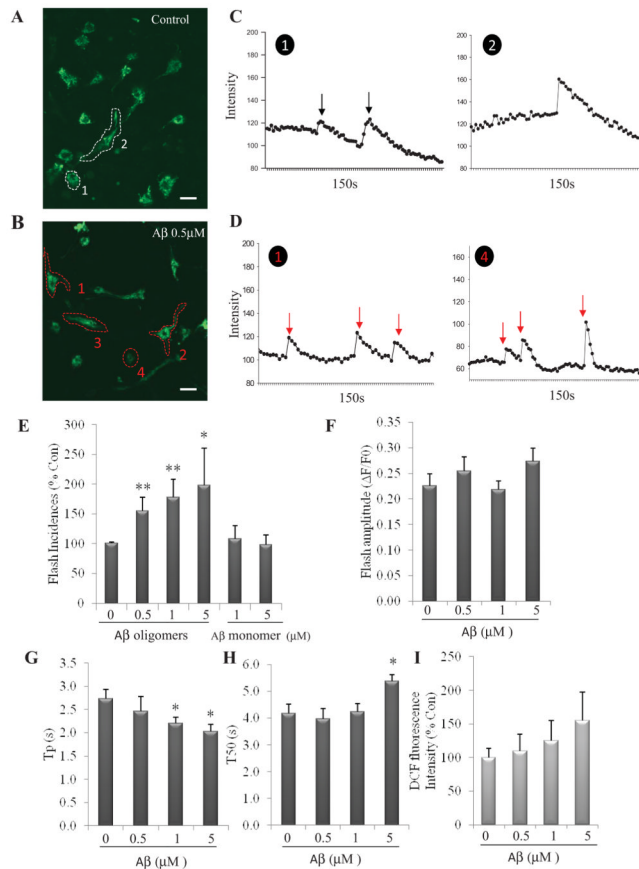 A
Control
1
2
B
Aβ 0.5μM
1
3
2
4
C
1
2
Intensity
160
140
120
100
80
150s
160
140
120
100
80
150s
D
1
4
Intensity
200
180
160
140
120
100
80
150s
160
140
120
100
80
60
150s
E
Flash Incidences (% Con)
300
250
200
150
100
50
0
** ** *
0 0.5 1 5 1 5
Aβ oligomers Aβ monomer (μM)
F
Flash amplitude (ΔF/F0)
0.35
0.30
0.25
0.20
0.15
0.10
0.05
0.00
0 0.5 1 5
Aβ (μM )
G
Tp (s)
3.5
3.0
2.5
2.0
1.5
1.0
0.5
0.0
* *
0 0.5 1 5
Aβ (μM )
H
T50 (s)
6.0
5.0
4.0
3.0
2.0
1.0
0.0
*
0 0.5 1 5
Aβ (μM )
I
DCF fluorescence
Intensity (% Con)
250
200
150
100
50
0
0 0.5 1 5
Aβ (μM )